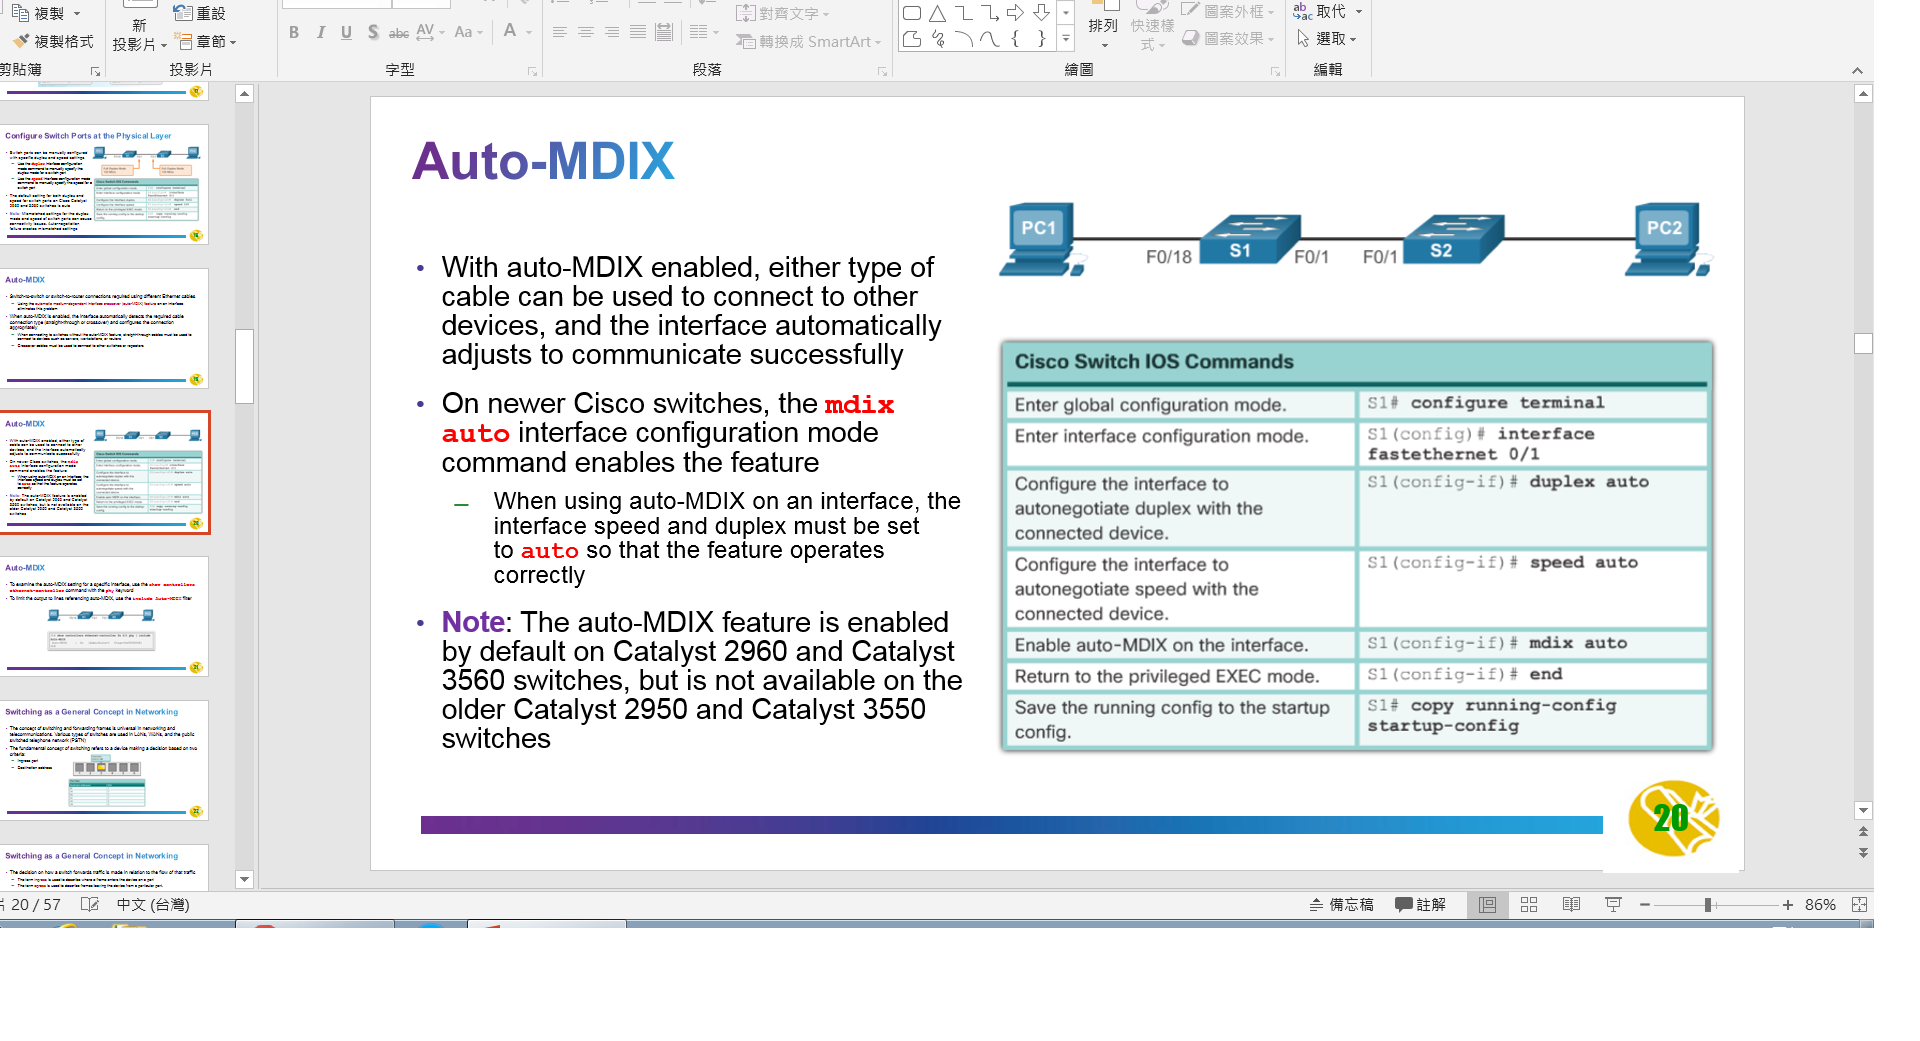 複製
重設
新
投影片
章節
複製格式
剪貼簿
投影片
B I U S abc AV Aa A
字型
對齊文字
轉換成 SmartArt
段落
排列
快速樣式
圖案外框
圖案效果
繪圖
取代
選取
編輯
Configure Switch Ports at the Physical Layer
Auto-MDIX
Auto-MDIX
Auto-MDIX
Switching as a General Concept in Networking
Switching as a General Concept in Networking
Auto-MDIX
• With auto-MDIX enabled, either type of
cable can be used to connect to other
devices, and the interface automatically
adjusts to communicate successfully
• On newer Cisco switches, the mdix
auto interface configuration mode
command enables the feature
– When using auto-MDIX on an interface, the
interface speed and duplex must be set
to auto so that the feature operates
correctly
• Note: The auto-MDIX feature is enabled
by default on Catalyst 2960 and Catalyst
3560 switches, but is not available on the
older Catalyst 2950 and Catalyst 3550
switches
PC1 F0/18 S1 F0/1 F0/1 S2 PC2
Cisco Switch IOS Commands
Enter global configuration mode.
S1# configure terminal
Enter interface configuration mode.
S1(config)# interface
fastethernet 0/1
Configure the interface to
autonegotiate duplex with the
connected device.
S1(config-if)# duplex auto
Configure the interface to
autonegotiate speed with the
connected device.
S1(config-if)# speed auto
Enable auto-MDIX on the interface.
S1(config-if)# mdix auto
Return to the privileged EXEC mode.
S1(config-if)# end
Save the running config to the startup
config.
S1# copy running-config
startup-config
20
20 / 57
中文 (台灣)
備忘稿
註解
86%